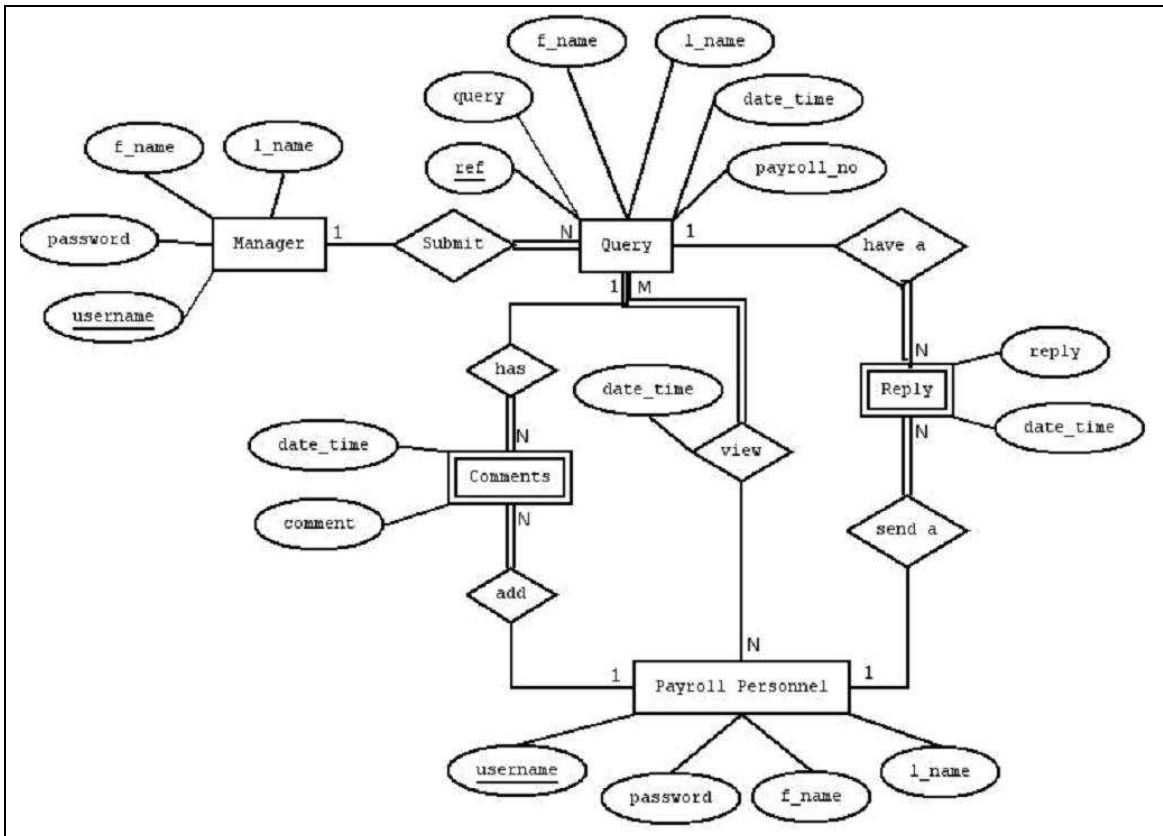 f_name
l_name
query
date_time
f_name
l_name
ref
payroll_no
password
Manager
1
Submit
N
Query
1
have a
username
1
M
has
date_time
N
reply
Reply
date_time
N
date_time
N
view
Comments
comment
N
send a
add
N
1
Payroll Personnel
1
username
password
f_name
l_name